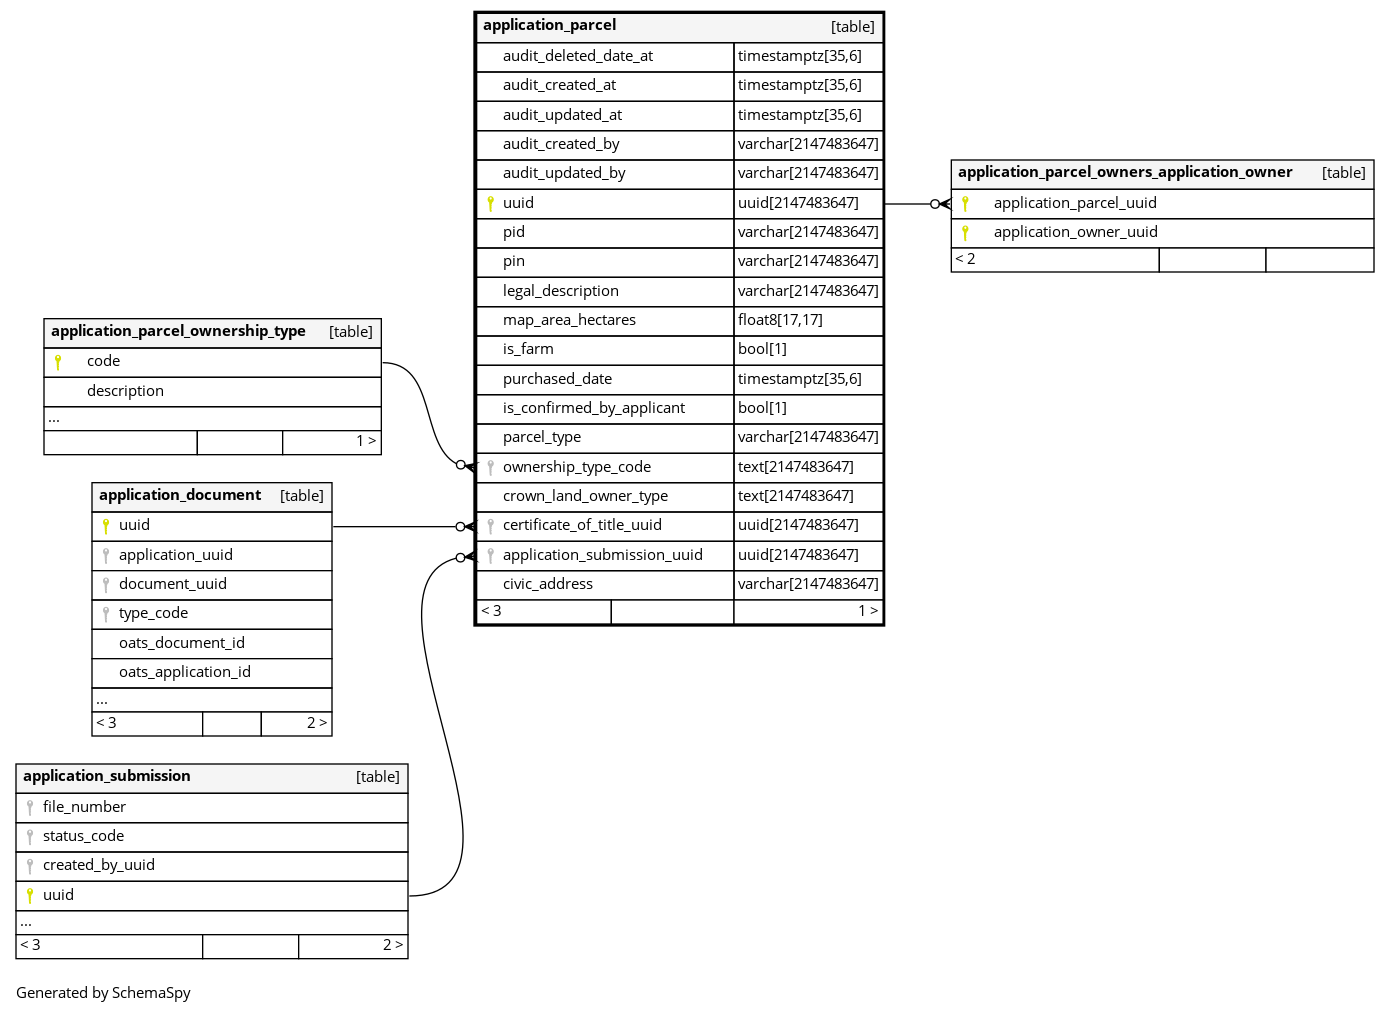 application_parcel [table]
audit_deleted_date_at timestamptz[35,6]
audit_created_at timestamptz[35,6]
audit_updated_at timestamptz[35,6]
audit_created_by varchar[2147483647]
audit_updated_by varchar[2147483647]
uuid uuid[2147483647]
pid varchar[2147483647]
pin varchar[2147483647]
legal_description varchar[2147483647]
map_area_hectares float8[17,17]
is_farm bool[1]
purchased_date timestamptz[35,6]
is_confirmed_by_applicant bool[1]
parcel_type varchar[2147483647]
ownership_type_code text[2147483647]
crown_land_owner_type text[2147483647]
certificate_of_title_uuid uuid[2147483647]
application_submission_uuid uuid[2147483647]
civic_address varchar[2147483647]
< 3 1 >
application_parcel_owners_application_owner [table]
application_parcel_uuid
application_owner_uuid
< 2
application_parcel_ownership_type [table]
code
description
...
1 >
application_document [table]
uuid
application_uuid
document_uuid
type_code
oats_document_id
oats_application_id
...
< 3 2 >
application_submission [table]
file_number
status_code
created_by_uuid
uuid
...
< 3 2 >
Generated by SchemaSpy